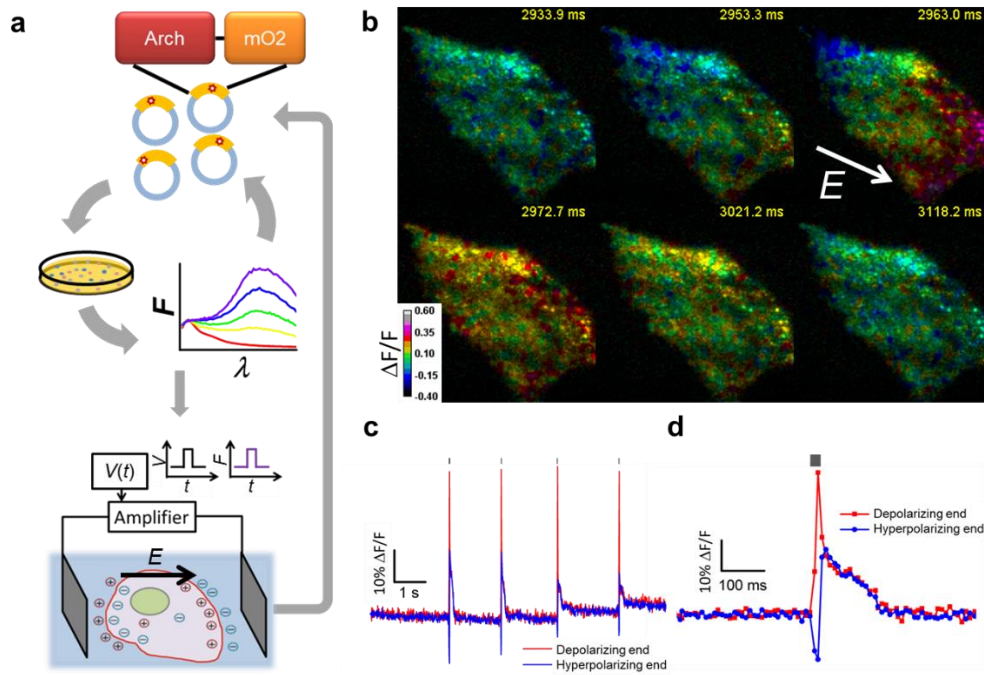 a
Arch
mO2
F
λ
V(t)
V
t
F
t
Amplifier
E
b
2933.9 ms
2953.3 ms
2963.0 ms
E
2972.7 ms
3021.2 ms
3118.2 ms
ΔF/F
0.60
0.35
0.10
-0.15
-0.40
c
10% ΔF/F
1 s
Depolarizing end
Hyperpolarizing end
d
10% ΔF/F
100 ms
Depolarizing end
Hyperpolarizing end